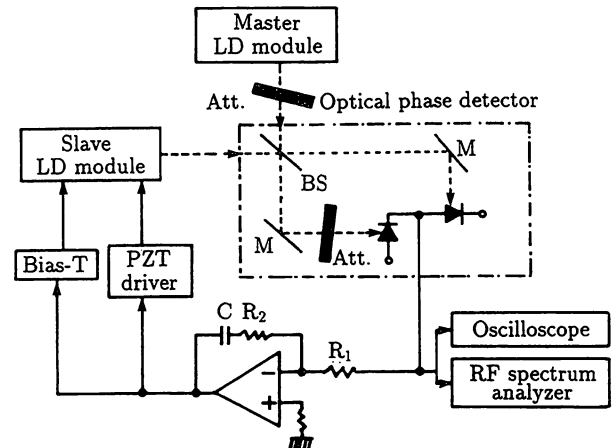 Master
LD module
Att.
Optical phase detector
Slave
LD module
BS
M
M
Att.
Bias-T
PZT
driver
C R₂
R₁
−
+
Oscilloscope
RF spectrum
analyzer